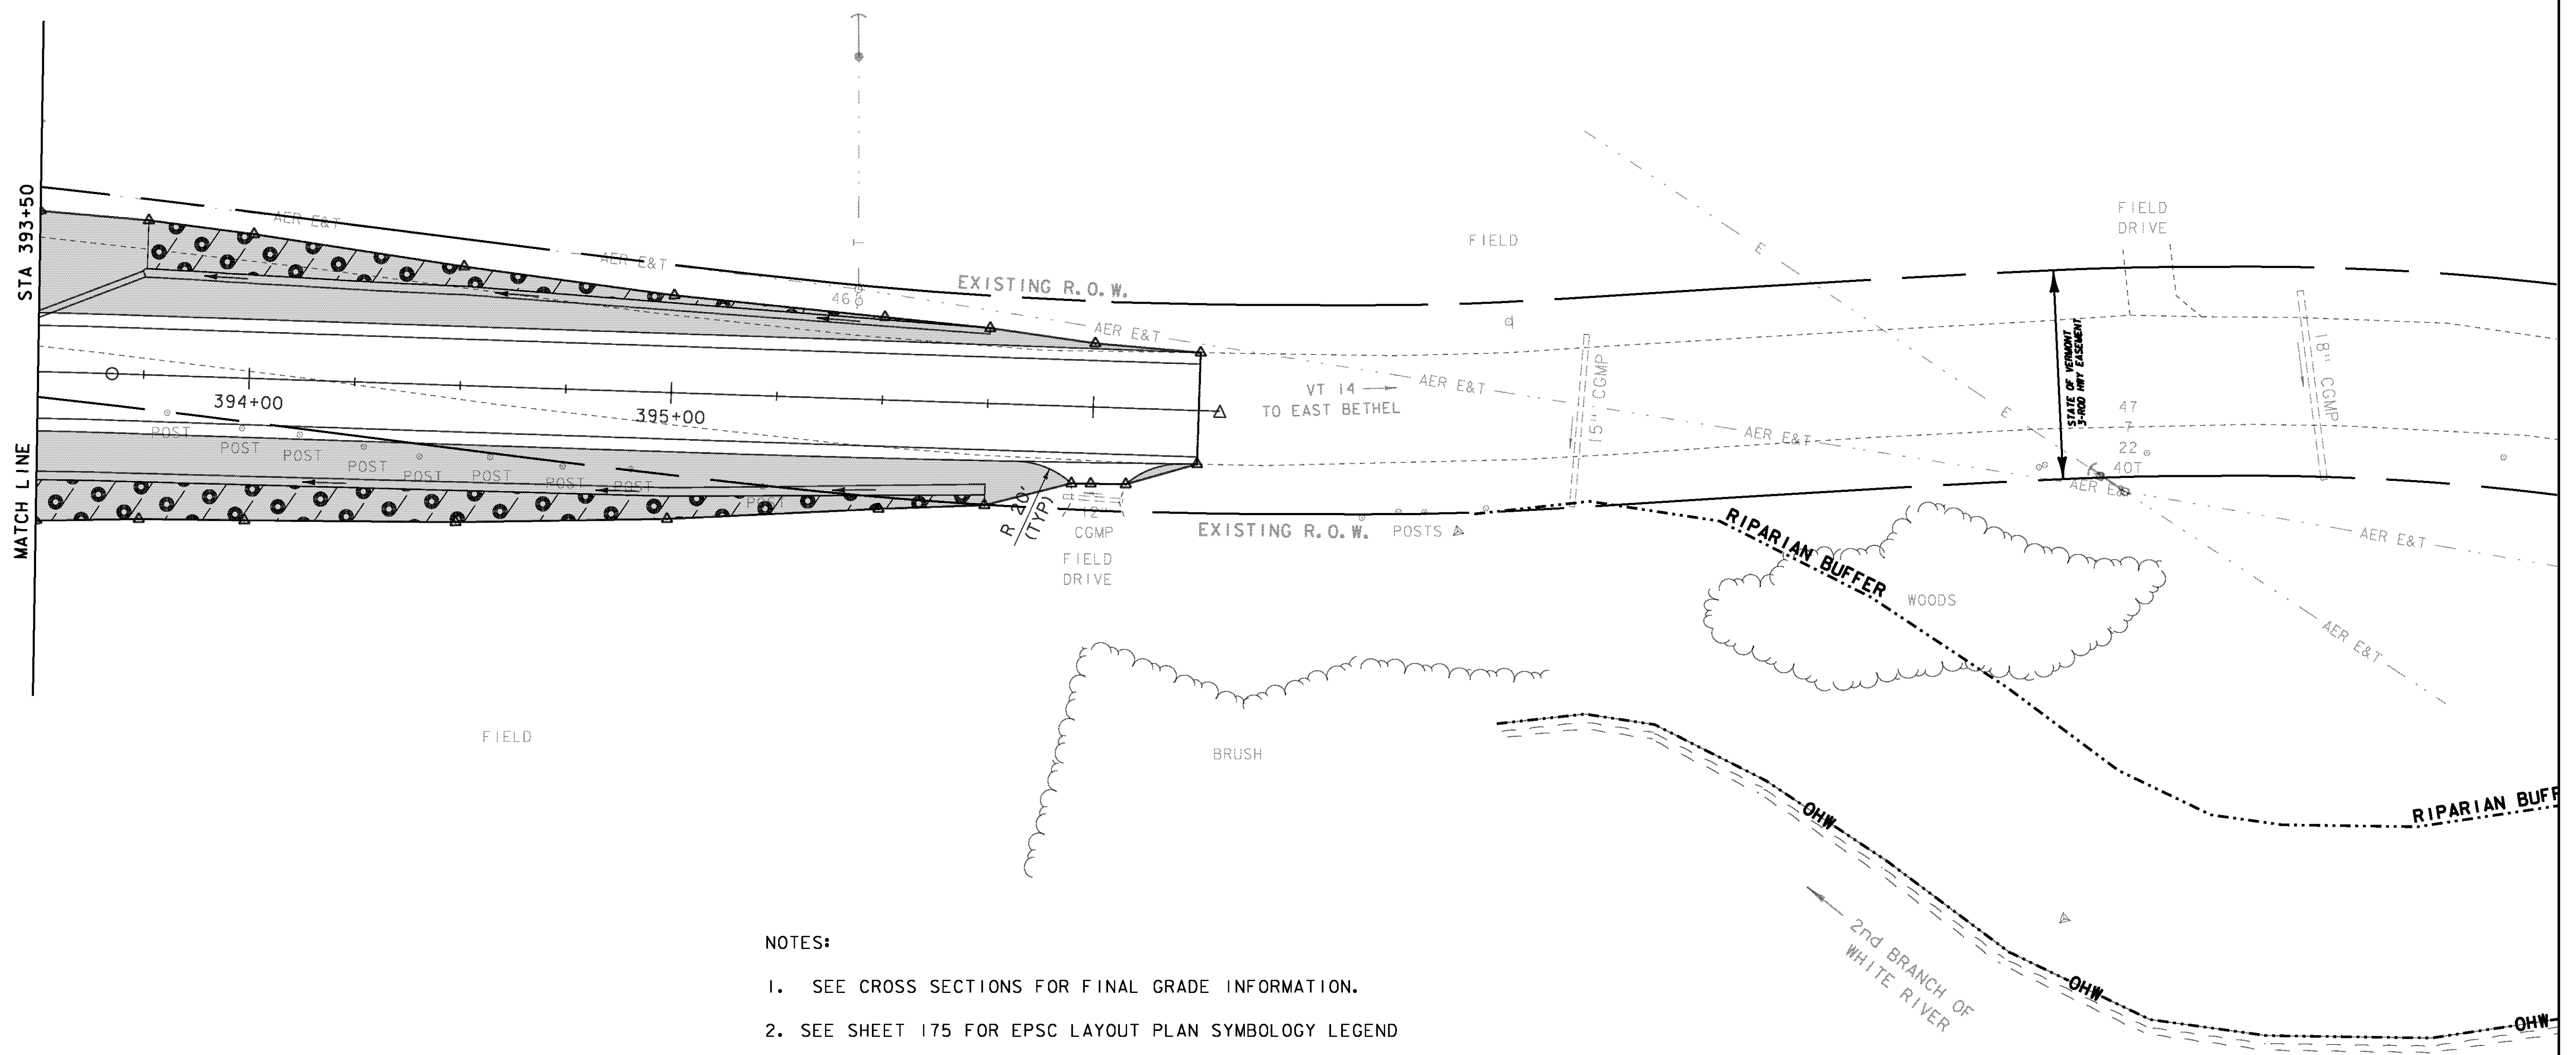 STA 393+50
MATCH LINE
AER E&T
AER E&T
46
EXISTING R.O.W.
AER E&T
FIELD
E
FIELD
DRIVE
394+00
395+00
VT 14
TO EAST BETHEL
AER E&T
15" CGMP
AER E&T
E
STATE OF VERMONT
3-ROD HWY EASEMENT
47
7
22
40T
18" CGMP
AER E&T
AER E&T
AER E&T
POST
POST
POST
POST
POST
POST
POST
POST
POST
R 20'
(TYP)
12"
CGMP
FIELD
DRIVE
EXISTING R.O.W.
POSTS
RIPARIAN BUFFER
WOODS
FIELD
BRUSH
OHW
RIPARIAN BUFF
2nd BRANCH OF
WHITE RIVER
OHW
OHW
NOTES:
1. SEE CROSS SECTIONS FOR FINAL GRADE INFORMATION.
2. SEE SHEET 175 FOR EPSC LAYOUT PLAN SYMBOLOGY LEGEND